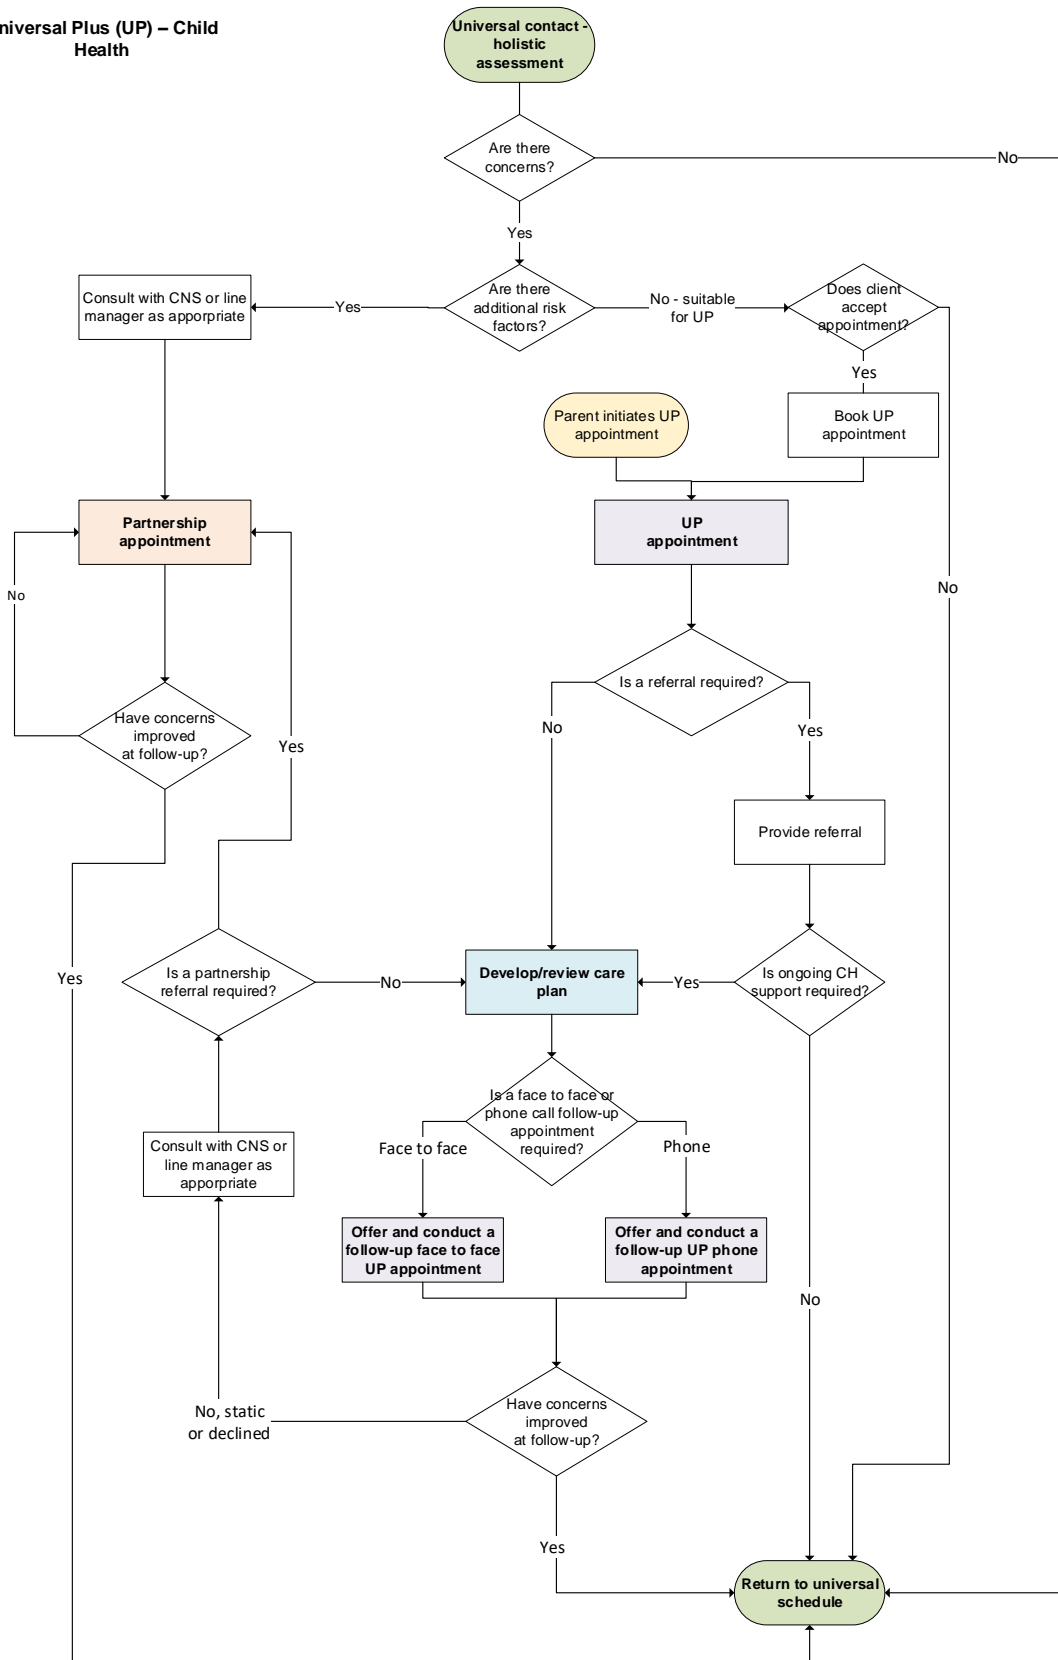 niversal Plus (UP) – Child
Health
Universal contact -
holistic
assessment
Are there
concerns?
No
Yes
Consult with CNS or line
manager as apporpriate
Yes
Are there
additional risk
factors?
No - suitable
for UP
Does client
accept
appointment?
Yes
Parent initiates UP
appointment
Book UP
appointment
Partnership
appointment
UP
appointment
No
No
Is a referral required?
Have concerns
improved
at follow-up?
Yes
No
Yes
Provide referral
Yes
Is a partnership
referral required?
No
Develop/review care
plan
Yes
Is ongoing CH
support required?
Is a face to face or
phone call follow-up
appointment
required?
Consult with CNS or
line manager as
apporpriate
Face to face
Phone
Offer and conduct a
follow-up face to face
UP appointment
Offer and conduct a
follow-up UP phone
appointment
No
No, static
or declined
Have concerns
improved
at follow-up?
Yes
Return to universal
schedule